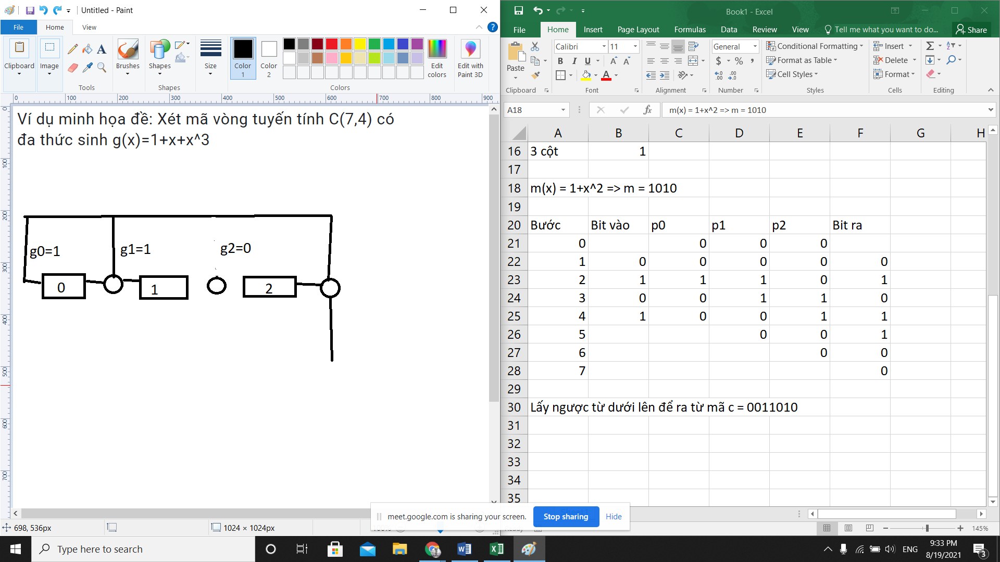 Untitled - Paint
File Home View
Clipboard Image Tools Brushes Shapes Shapes Size Color 1 Color 2 Colors Edit colors Edit with Paint 3D
0 100 200 300 400 500 600 700 800 900
Ví dụ minh họa đề: Xét mã vòng tuyến tính C(7,4) có
đa thức sinh g(x)=1+x+x^3
g0=1 g1=1 g2=0
0 1 2
698, 536px 1024 × 1024px
Book1 - Excel
File Home Insert Page Layout Formulas Data Review View Tell me what you want to do... Share
Paste Calibri 11 General Conditional Formatting Format as Table Cell Styles Insert Delete Format
Clipboard Font Alignment Number Styles Cells Editing
A18 m(x) = 1+x^2 => m = 1010
A B C D E F G H
16 3 cột 1
17
18 m(x) = 1+x^2 => m = 1010
19
20 Bước Bit vào p0 p1 p2 Bit ra
21 0 0 0 0
22 1 0 0 0 0 0
23 2 1 1 1 0 1
24 3 0 0 1 1 0
25 4 1 0 0 1 1
26 5 0 0 1
27 6 0 0
28 7 0
29
30 Lấy ngược từ dưới lên để ra từ mã c = 0011010
31
32
33
34
35
meet.google.com is sharing your screen. Stop sharing Hide
145%
Type here to search
ENG 9:33 PM
8/19/2021 3